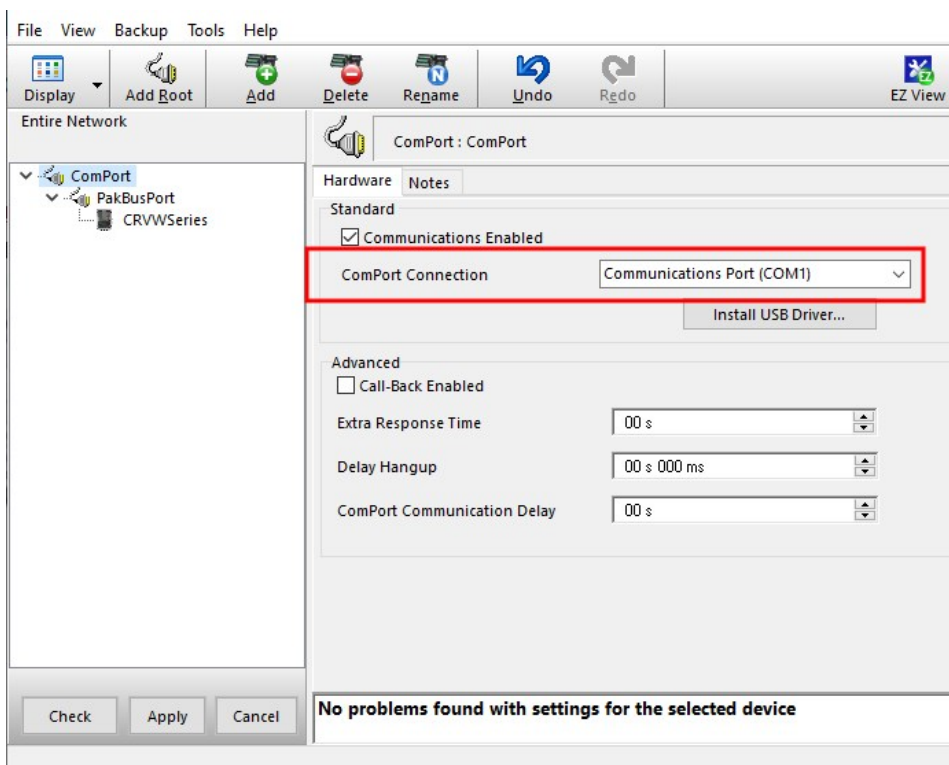 File View Backup Tools Help
Display Add Root Add Delete Rename Undo Redo EZ View
Entire Network
ComPort : ComPort
ComPort
PakBusPort
CRVWSeries
Hardware Notes
Standard
Communications Enabled
ComPort Connection Communications Port (COM1)
Install USB Driver...
Advanced
Call-Back Enabled
Extra Response Time 00 s
Delay Hangup 00 s 000 ms
ComPort Communication Delay 00 s
Check Apply Cancel
No problems found with settings for the selected device